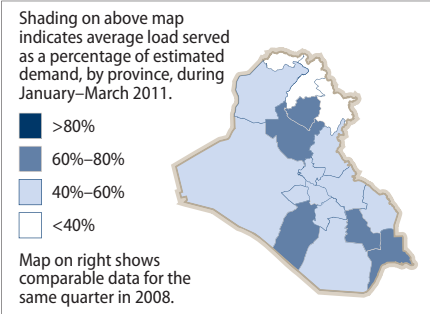 Shading on above map
indicates average load served
as a percentage of estimated
demand, by province, during
January–March 2011.
>80%
60%–80%
40%–60%
<40%
Map on right shows
comparable data for the
same quarter in 2008.